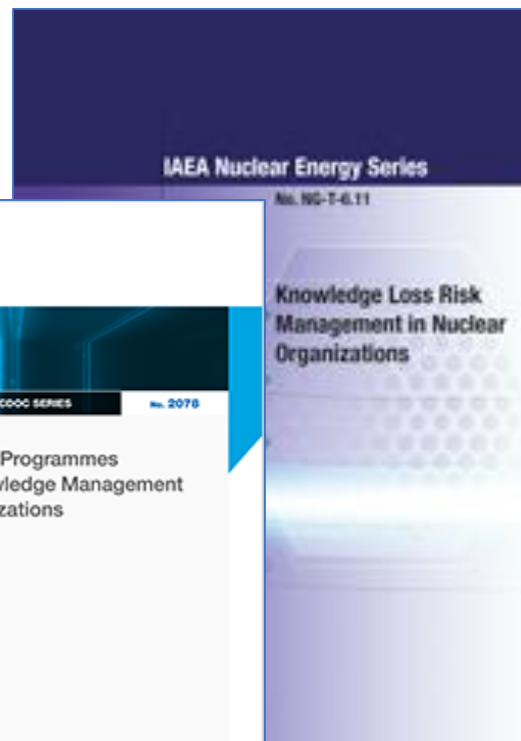 IAEA Nuclear Energy Series
No. NG-T-6.11
Knowledge Loss Risk
Management in Nuclear
Organizations
CDOC SERIES
No. 2078
Programmes
wledge Management
zations